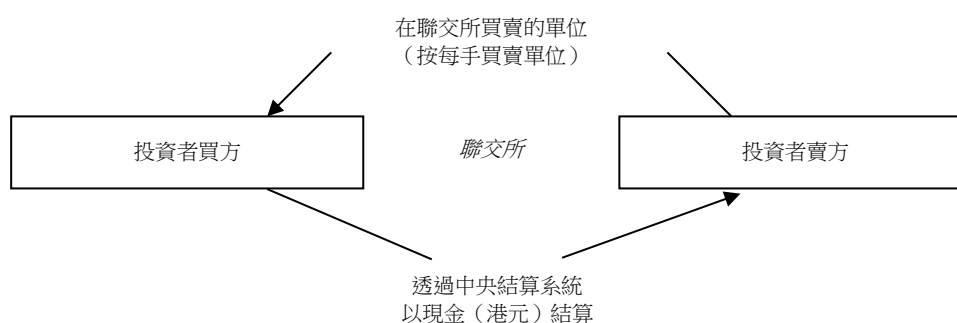 在聯交所買賣的單位
（按每手買賣單位）
投資者買方
聯交所
投資者賣方
透過中央結算系統
以現金（港元）結算